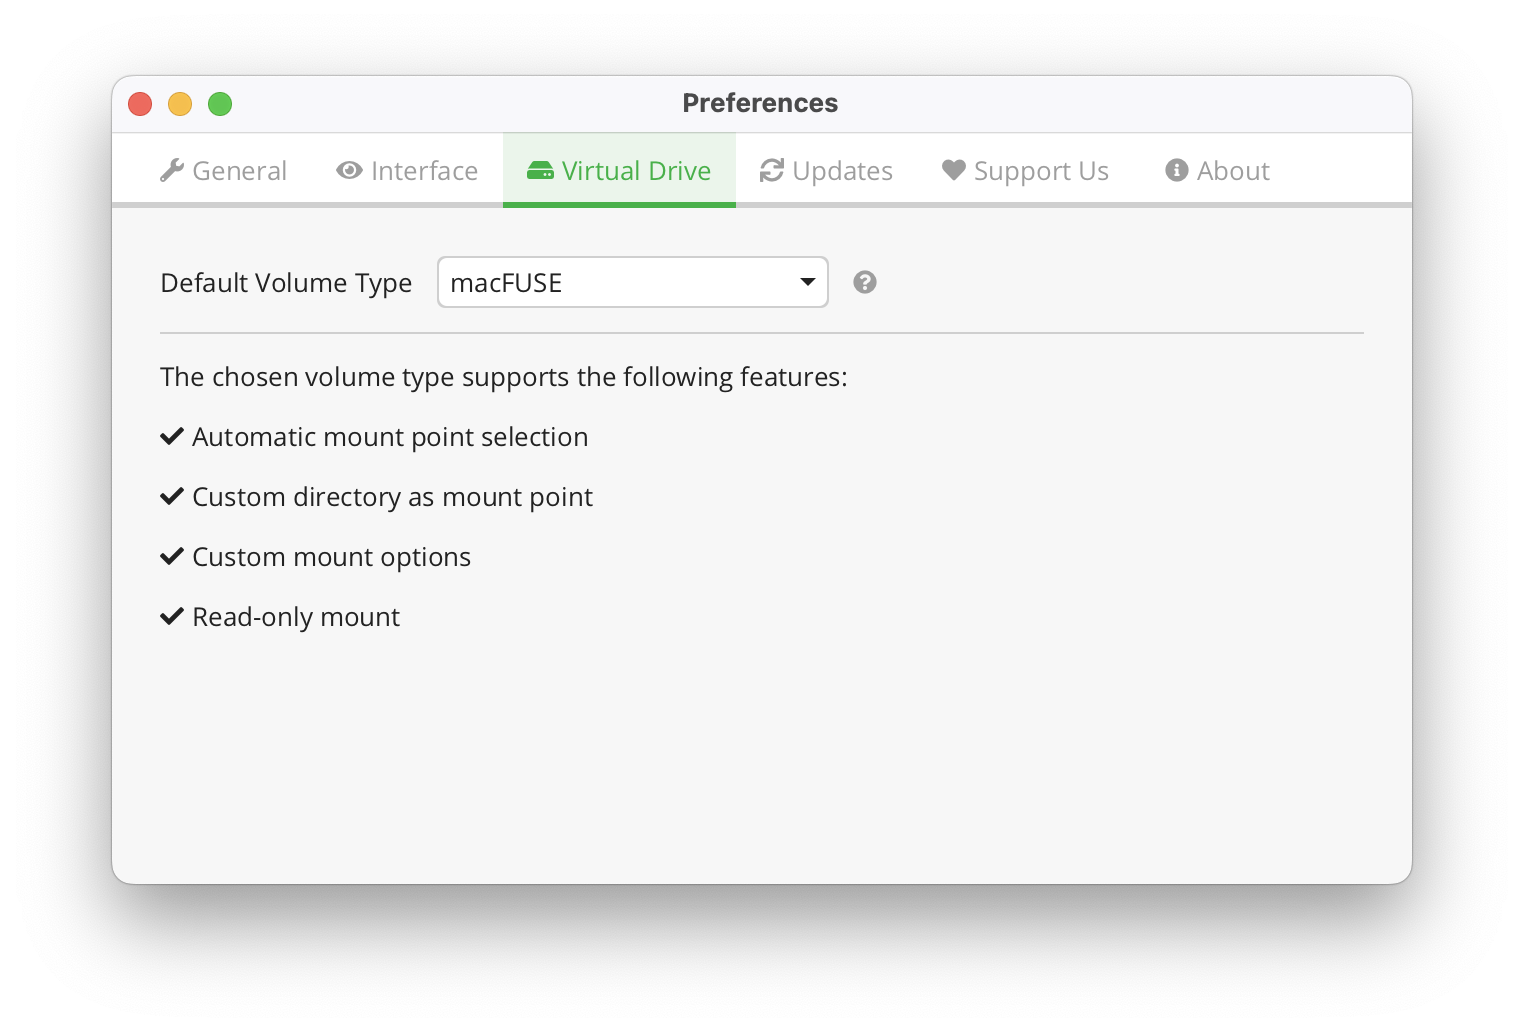 Preferences
General Interface Virtual Drive Updates Support Us About
Default Volume Type macFUSE
The chosen volume type supports the following features:
Automatic mount point selection
Custom directory as mount point
Custom mount options
Read-only mount